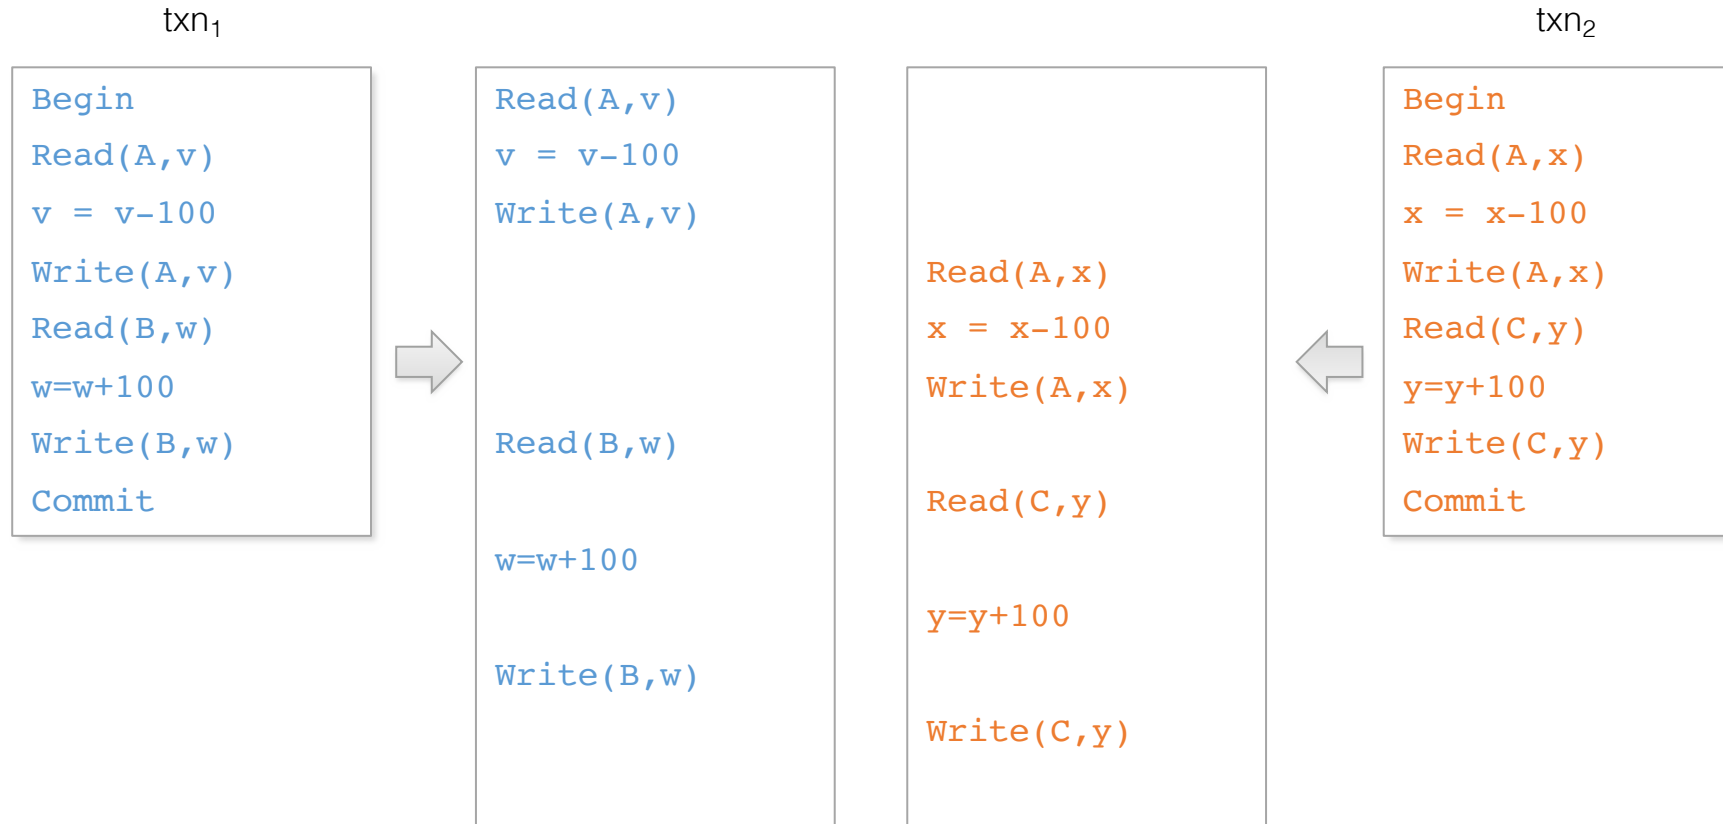 txn1
Begin
Read(A,v)
v = v-100
Write(A,v)
Read(B,w)
w=w+100
Write(B,w)
Commit
Read(A,v)
v = v-100
Write(A,v)
Read(B,w)
w=w+100
Write(B,w)
Read(A,x)
x = x-100
Write(A,x)
Read(C,y)
y=y+100
Write(C,y)
txn2
Begin
Read(A,x)
x = x-100
Write(A,x)
Read(C,y)
y=y+100
Write(C,y)
Commit